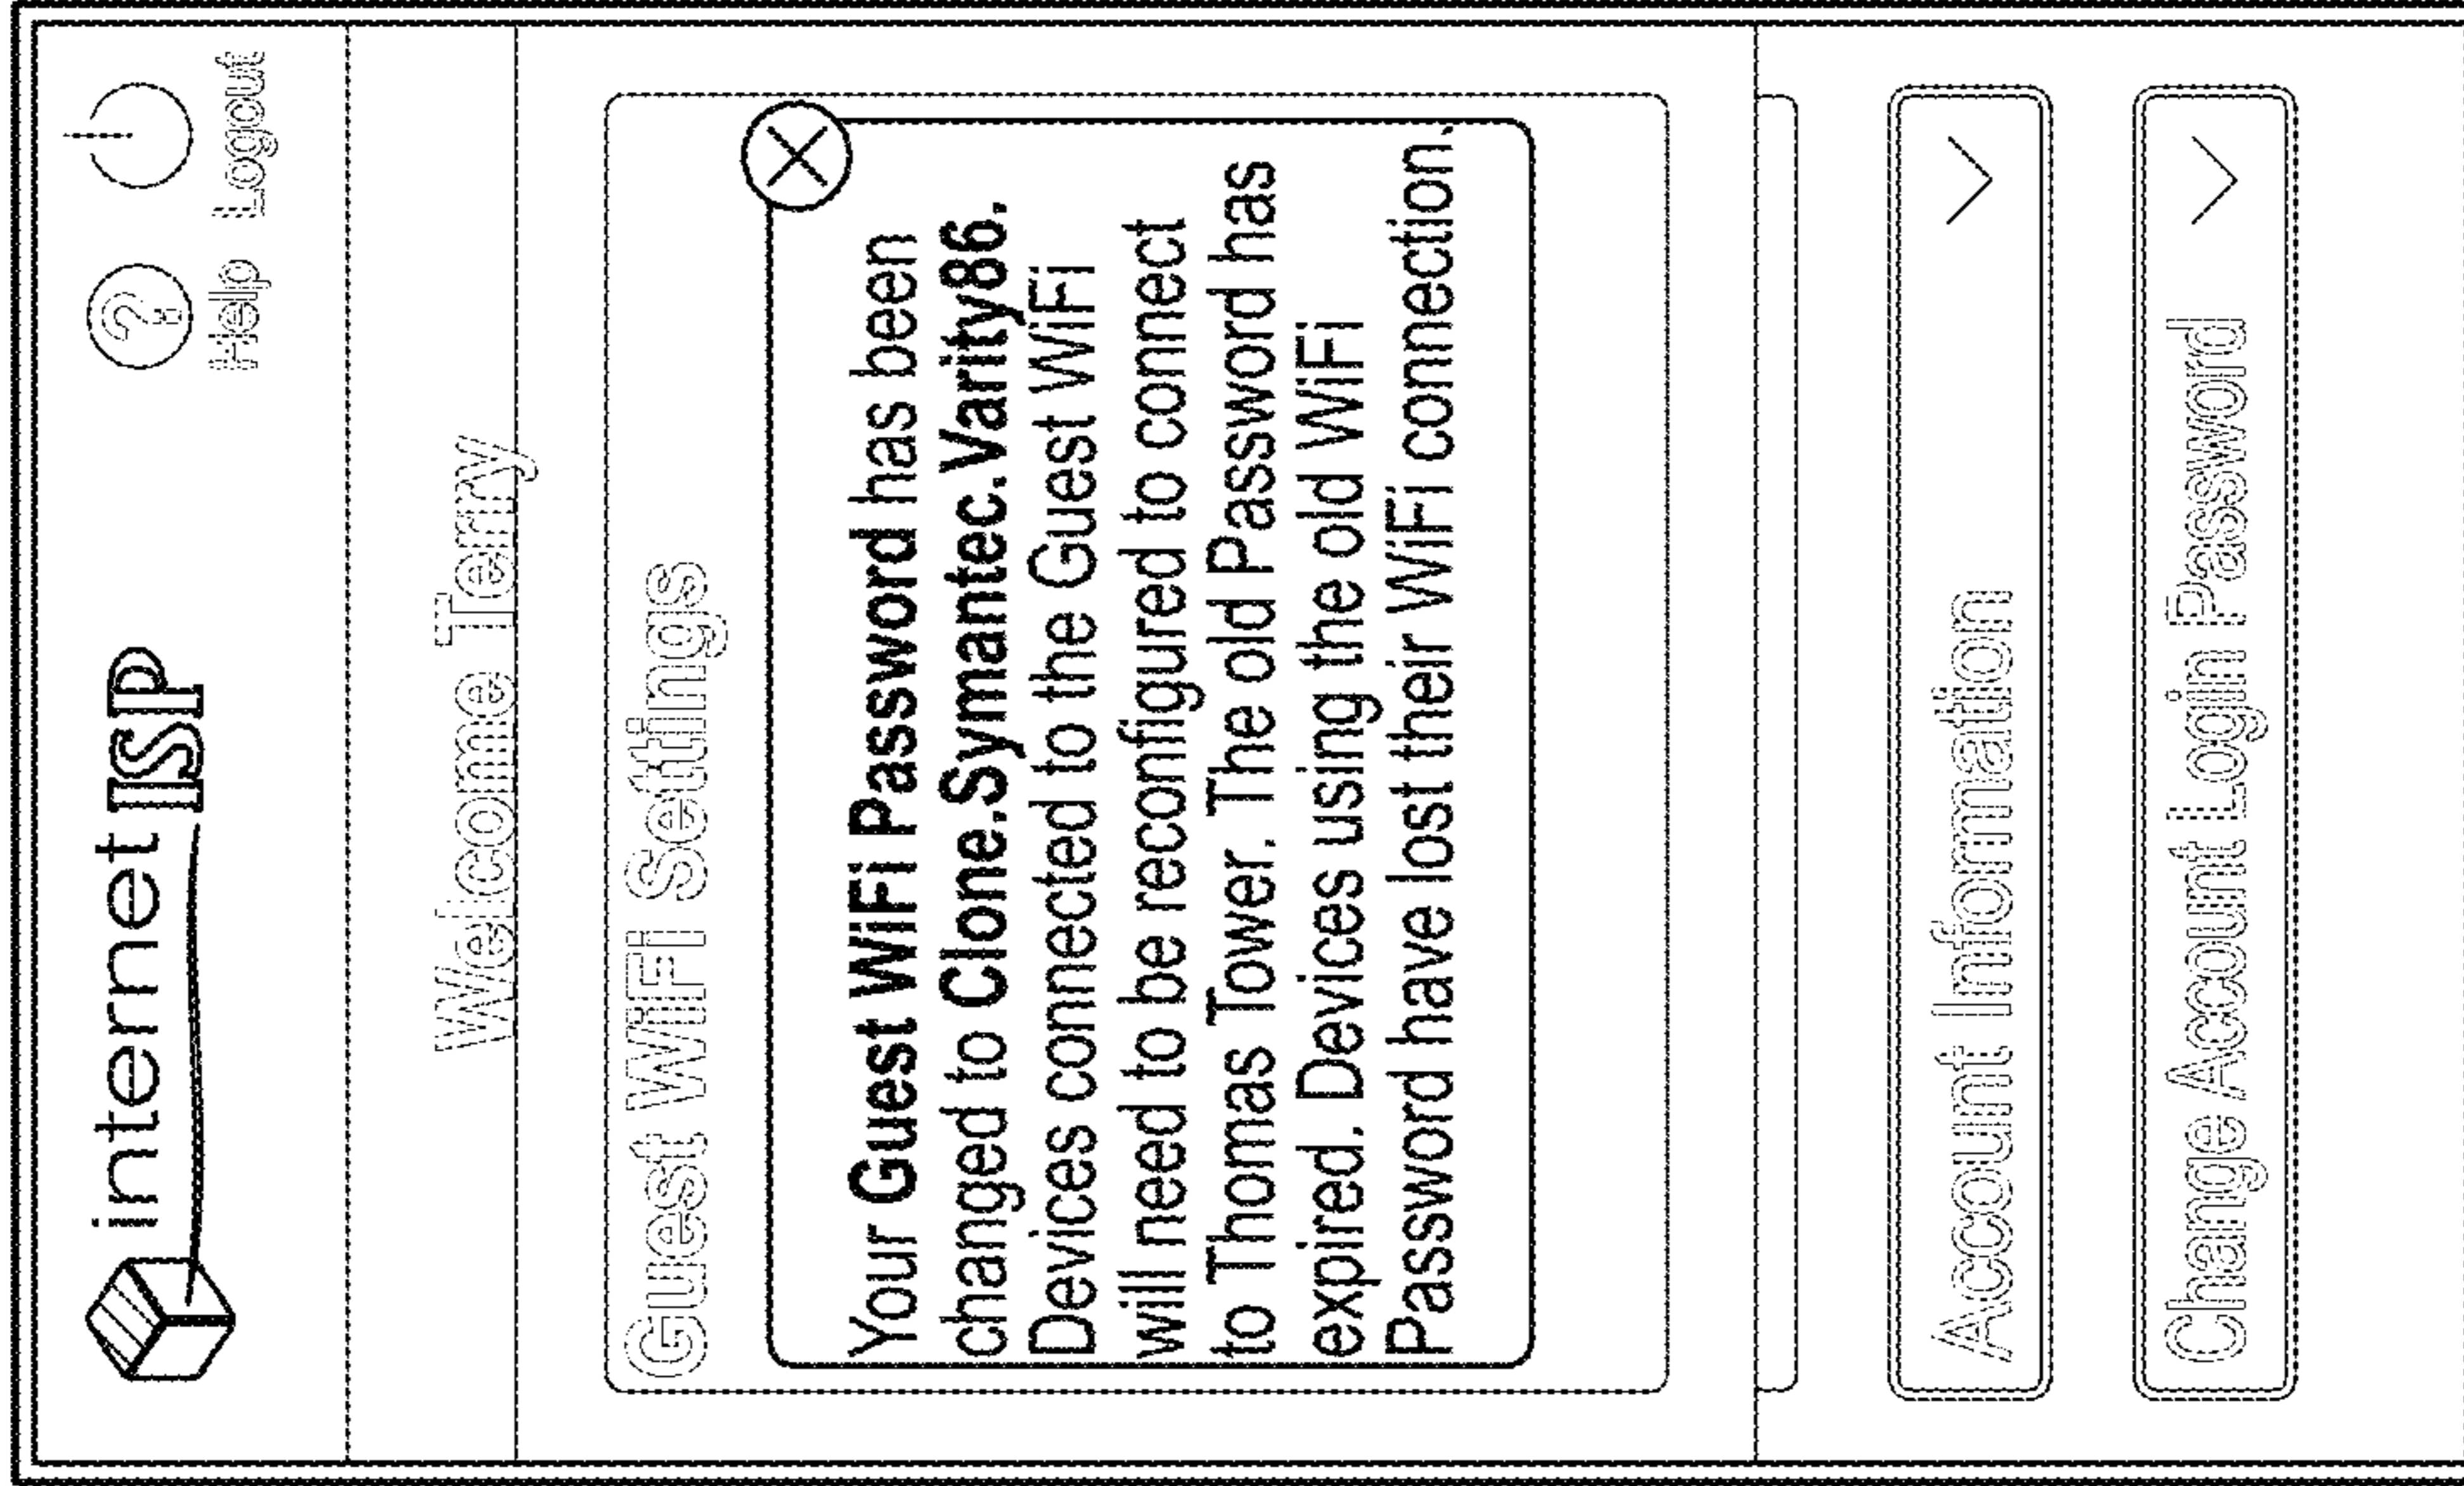 internet ISP
?
Help Logout
Welcome Terry
Guest WiFi Settings
Your Guest WiFi Password has been
changed to Clone.Symantec.Varity86.
Devices connected to the Guest WiFi
will need to be reconfigured to connect
to Thomas Tower. The old Password has
expired. Devices using the old WiFi
Password have lost their WiFi connection.
Account Information
Change Account Login Password